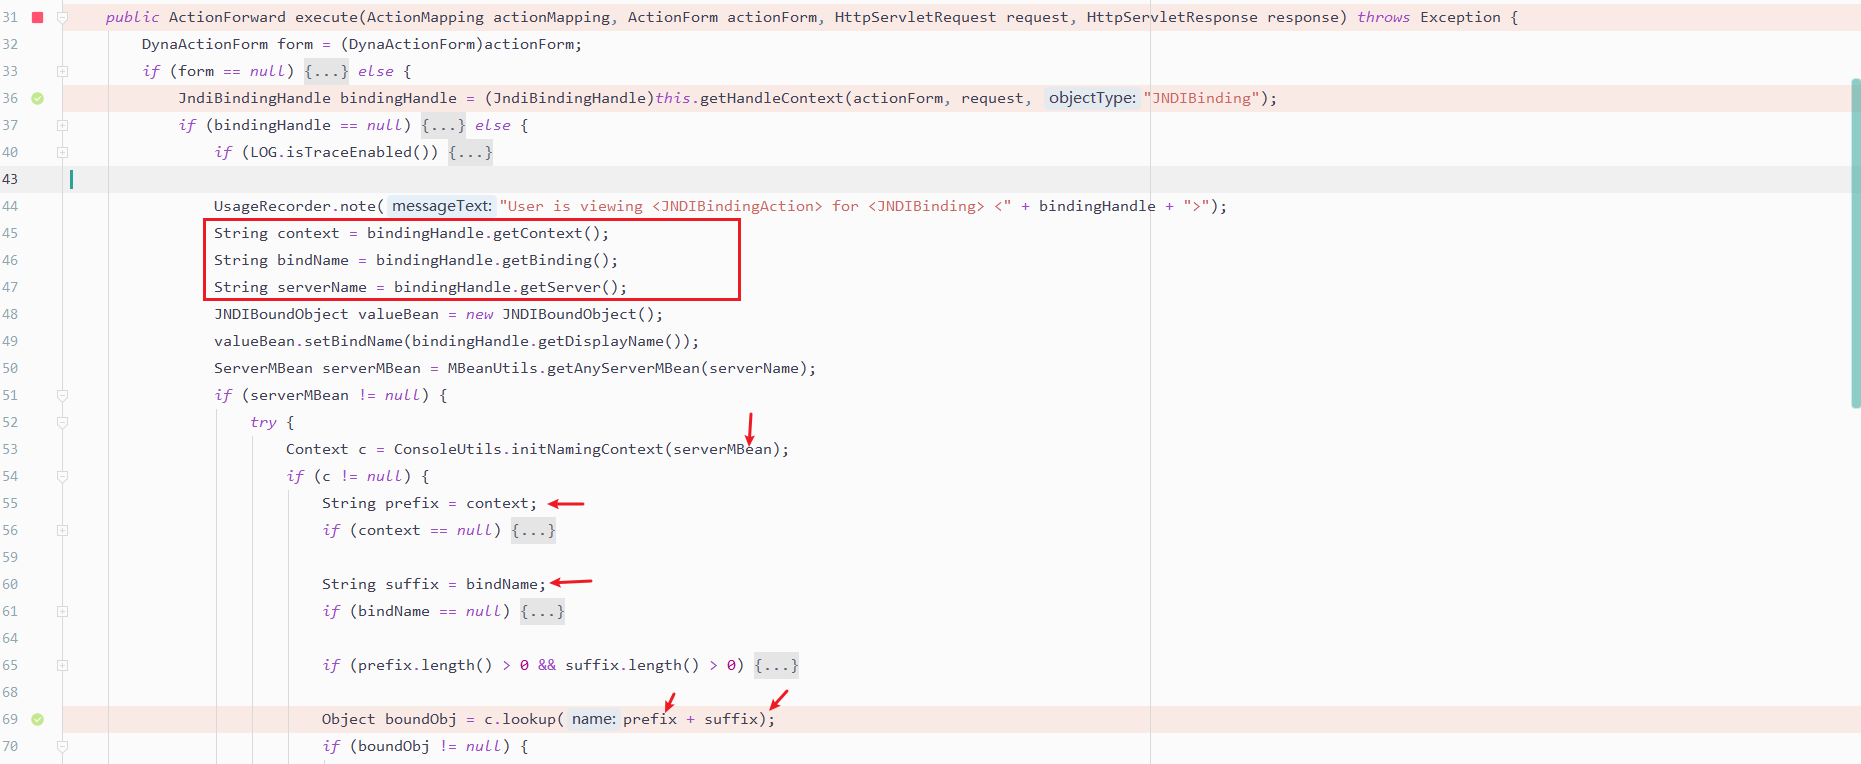 31 public ActionForward execute(ActionMapping actionMapping, ActionForm actionForm, HttpServletRequest request, HttpServletResponse response) throws Exception {
32 DynaActionForm form = (DynaActionForm)actionForm;
33 if (form == null) {...} else {
36 JndiBindingHandle bindingHandle = (JndiBindingHandle)this.getHandleContext(actionForm, request, objectType: "JNDIBinding");
37 if (bindingHandle == null) {...} else {
40 if (LOG.isTraceEnabled()) {...}
43
44 UsageRecorder.note( messageText: "User is viewing <JNDIBindingAction> for <JNDIBinding> <" + bindingHandle + ">");
45 String context = bindingHandle.getContext();
46 String bindName = bindingHandle.getBinding();
47 String serverName = bindingHandle.getServer();
48 JNDIBoundObject valueBean = new JNDIBoundObject();
49 valueBean.setBindName(bindingHandle.getDisplayName());
50 ServerMBean serverMBean = MBeanUtils.getAnyServerMBean(serverName);
51 if (serverMBean != null) {
52 try {
53 Context c = ConsoleUtils.initNamingContext(serverMBean);
54 if (c != null) {
55 String prefix = context;
56 if (context == null) {...}
59
60 String suffix = bindName;
61 if (bindName == null) {...}
64
65 if (prefix.length() > 0 && suffix.length() > 0) {...}
68
69 Object boundObj = c.lookup( name: prefix + suffix);
70 if (boundObj != null) {